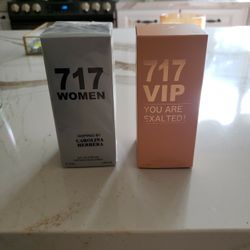 717
WOMEN
INSPIRED BY
CAROLINA
HERRERA
717
VIP
YOU ARE
EXALTED!